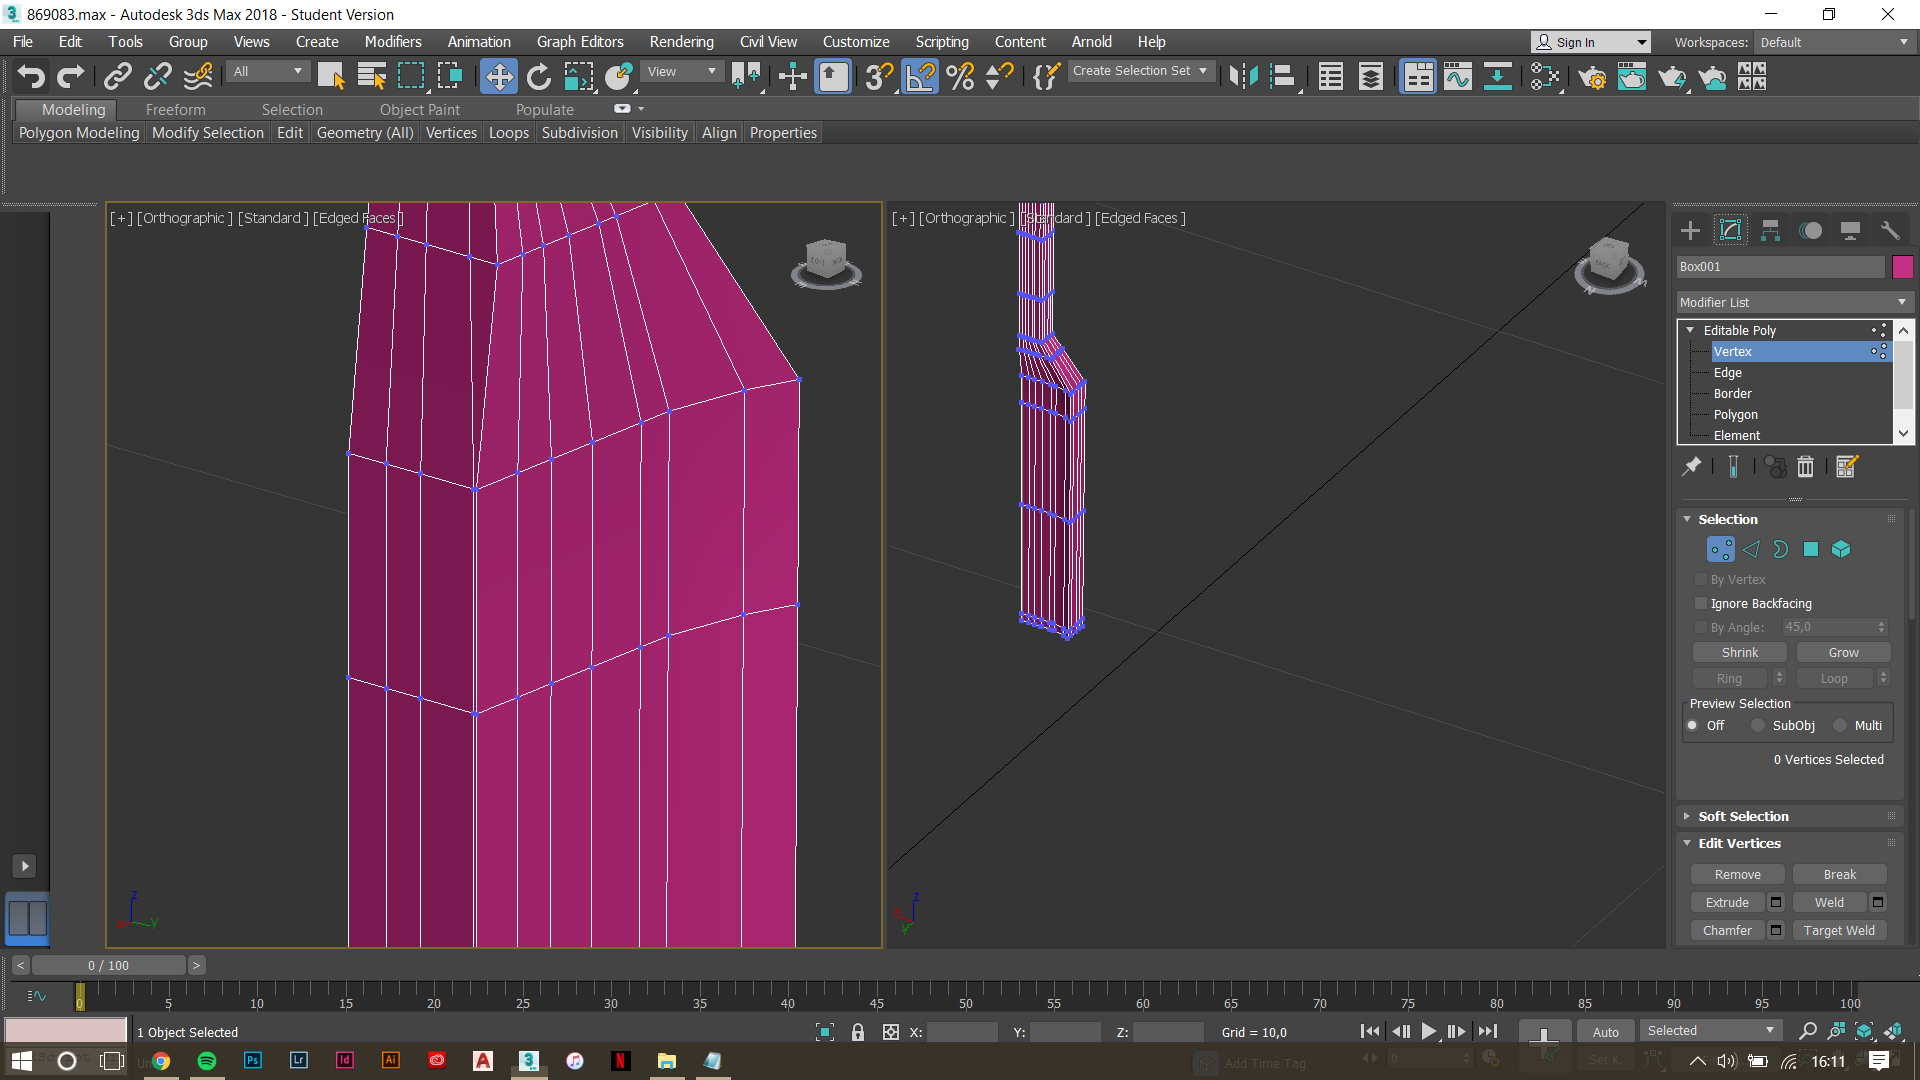 869083.max - Autodesk 3ds Max 2018 - Student Version
File Edit Tools Group Views Create Modifiers Animation Graph Editors Rendering Civil View Customize Scripting Content Arnold Help Sign In Workspaces: Default
All View Create Selection Set
Modeling Freeform Selection Object Paint Populate
Polygon Modeling Modify Selection Edit Geometry (All) Vertices Loops Subdivision Visibility Align Properties
[+] [Orthographic] [Standard] [Edged Faces]
[+] [Orthographic] [Standard] [Edged Faces]
BACK
Box001
Modifier List
Editable Poly
Vertex
Edge
Border
Polygon
Element
Selection
By Vertex
Ignore Backfacing
By Angle: 45,0
Shrink Grow
Ring Loop
Preview Selection
Off SubObj Multi
0 Vertices Selected
Soft Selection
Edit Vertices
Remove Break
Extrude Weld
Chamfer Target Weld
z
x y
z
y
< 0 / 100 >
0 5 10 15 20 25 30 35 40 45 50 55 60 65 70 75 80 85 90 95 100
1 Object Selected X: Y: Z: Grid = 10,0 Auto Selected
Add Time Tag 0 Set K.
Ps Lr Id Ai A 3 N 16:11